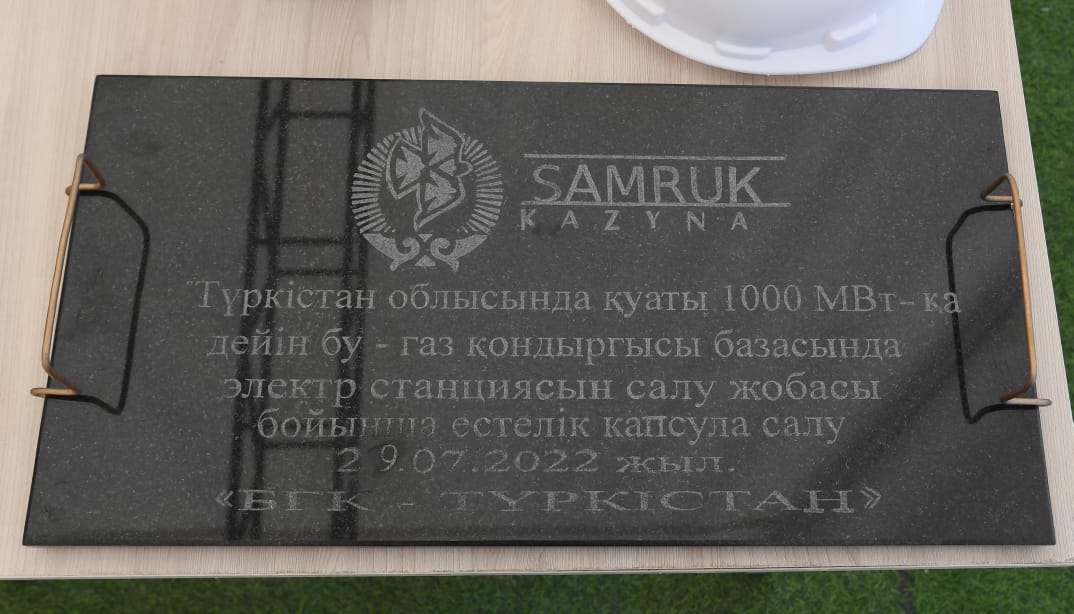 SAMRUK
KAZYNA
"Түркістан облысында қуаты 1000 МВт-қа
дейін бу - газ қондырғысы базасында
электр станциясын салу жобасы
бойынша естелік капсула салу
29.07.2022 жыл.
«БГҚ - ТҮРКІСТАН»